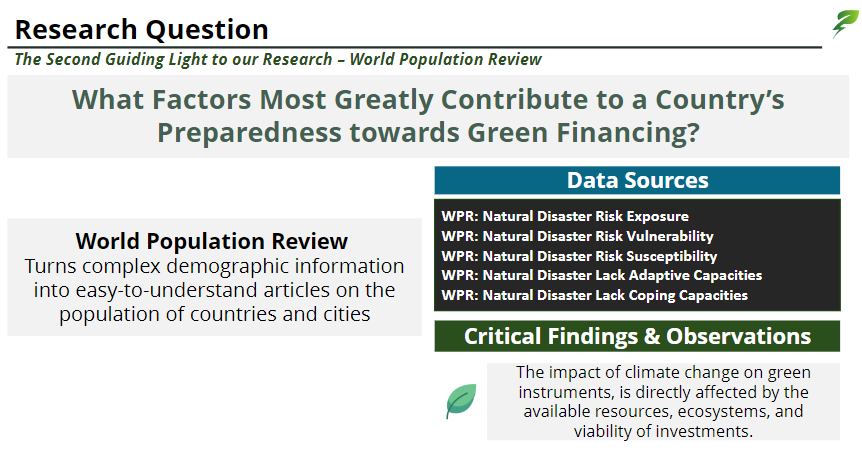 Research Question
The Second Guiding Light to our Research – World Population Review
What Factors Most Greatly Contribute to a Country’s
Preparedness towards Green Financing?
World Population Review
Turns complex demographic information
into easy-to-understand articles on the
population of countries and cities
Data Sources
WPR: Natural Disaster Risk Exposure
WPR: Natural Disaster Risk Vulnerability
WPR: Natural Disaster Risk Susceptibility
WPR: Natural Disaster Lack Adaptive Capacities
WPR: Natural Disaster Lack Coping Capacities
Critical Findings & Observations
The impact of climate change on green
instruments, is directly affected by the
available resources, ecosystems, and
viability of investments.